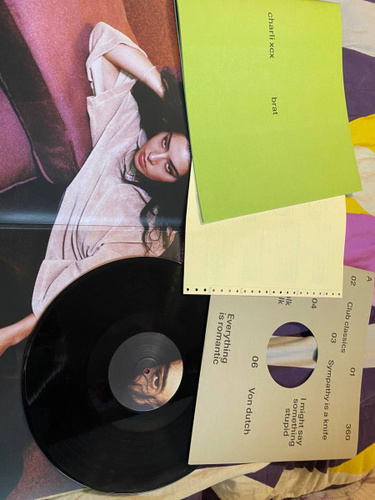 charli xcx
brat
A
01
360
02
Club classics
03
Sympathy is a knife
04
I might say
something
stupid
06
Von dutch
Everything
is romantic